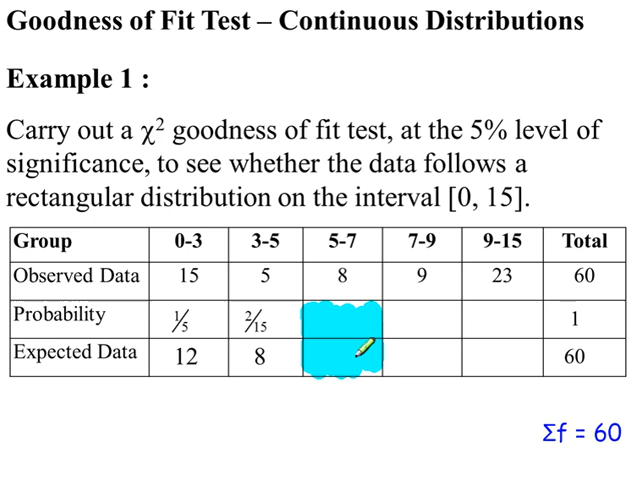 Goodness of Fit Test – Continuous Distributions
Example 1 :
Carry out a χ² goodness of fit test, at the 5% level of
significance, to see whether the data follows a
rectangular distribution on the interval [0, 15].
Group 0-3 3-5 5-7 7-9 9-15 Total
Observed Data 15 5 8 9 23 60
Probability 1/5 2/15 1
Expected Data 12 8 60
Σf = 60